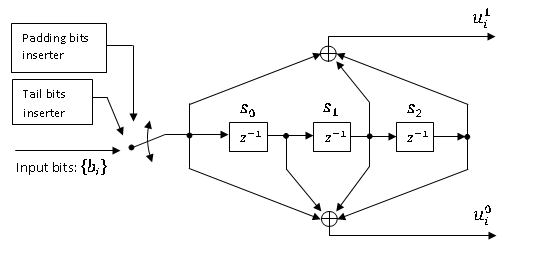 Padding bits
inserter
Tail bits
inserter
Input bits: {b_i}
s_0
s_1
s_2
z^{-1}
z^{-1}
z^{-1}
u_i^1
u_i^0